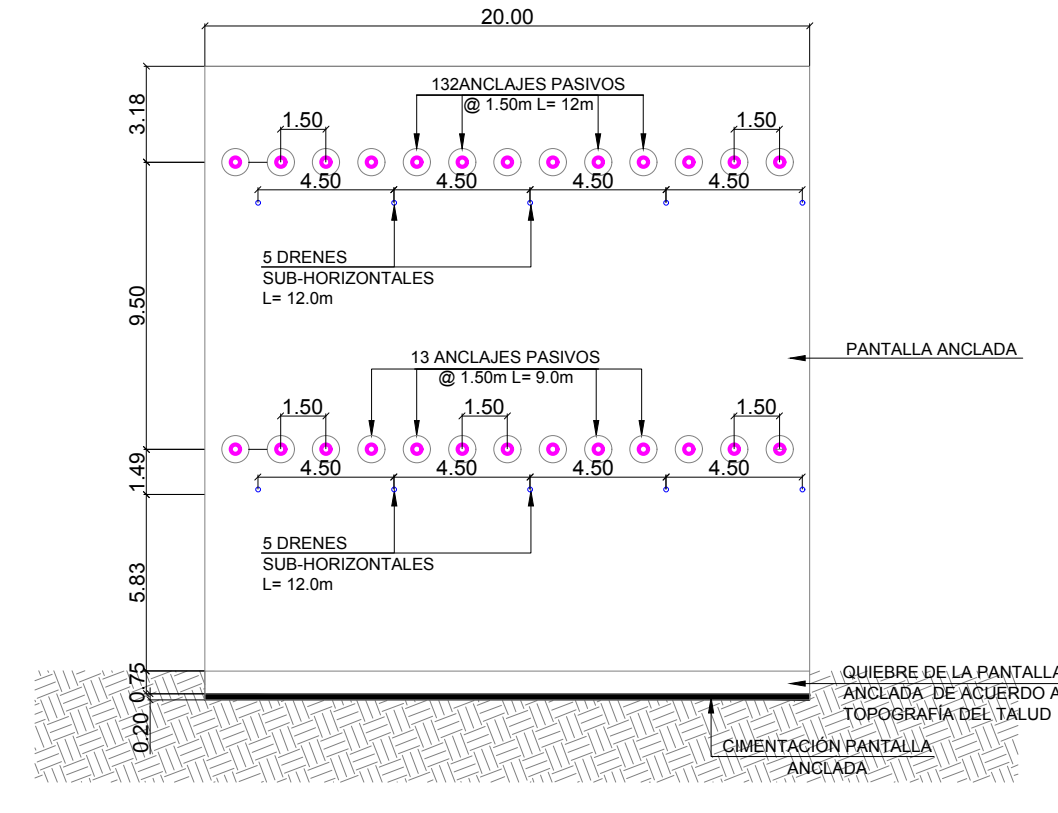 20.00
3.18
132ANCLAJES PASIVOS
@ 1.50m L= 12m
1.50
1.50
4.50
4.50
4.50
4.50
5 DRENES
SUB-HORIZONTALES
L= 12.0m
9.50
PANTALLA ANCLADA
13 ANCLAJES PASIVOS
@ 1.50m L= 9.0m
1.50
1.50
1.50
4.50
4.50
4.50
4.50
1.49
5 DRENES
SUB-HORIZONTALES
L= 12.0m
5.83
0.75
QUIEBRE DE LA PANTALLA
ANCLADA DE ACUERDO A
TOPOGRAFÍA DEL TALUD
0.20
CIMENTACIÓN PANTALLA
ANCLADA